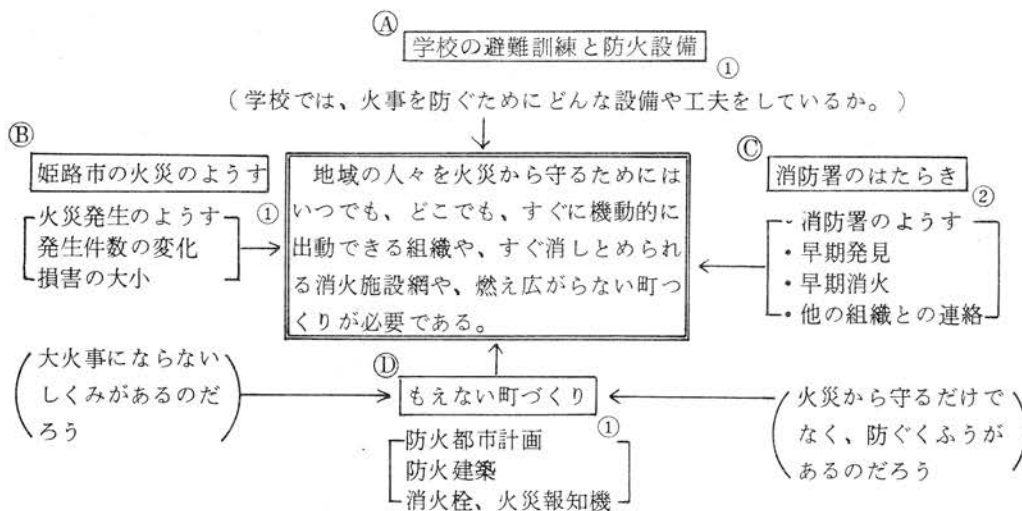 Ⓐ
学校の避難訓練と防火設備
①
(学校では、火事を防ぐためにどんな設備や工夫をしているか。)
Ⓑ
姫路市の火災のようす
①
火災発生のようす
発生件数の変化
損害の大小
地域の人々を火災から守るためには
いつでも、どこでも、すぐに機動的に
出動できる組織や、すぐ消しとめられ
る消火施設網や、燃え広がらない町つ
くりが必要である。
Ⓒ
消防署のはたらき
②
・消防署のようす
・早期発見
・早期消火
・他の組織との連絡
(大火事にならない
しくみがあるのだ
ろう)
Ⓓ
もえない町づくり
①
防火都市計画
防火建築
消火栓、火災報知機
(火災から守るだけで
なく、防ぐくふうが
あるのだろう)